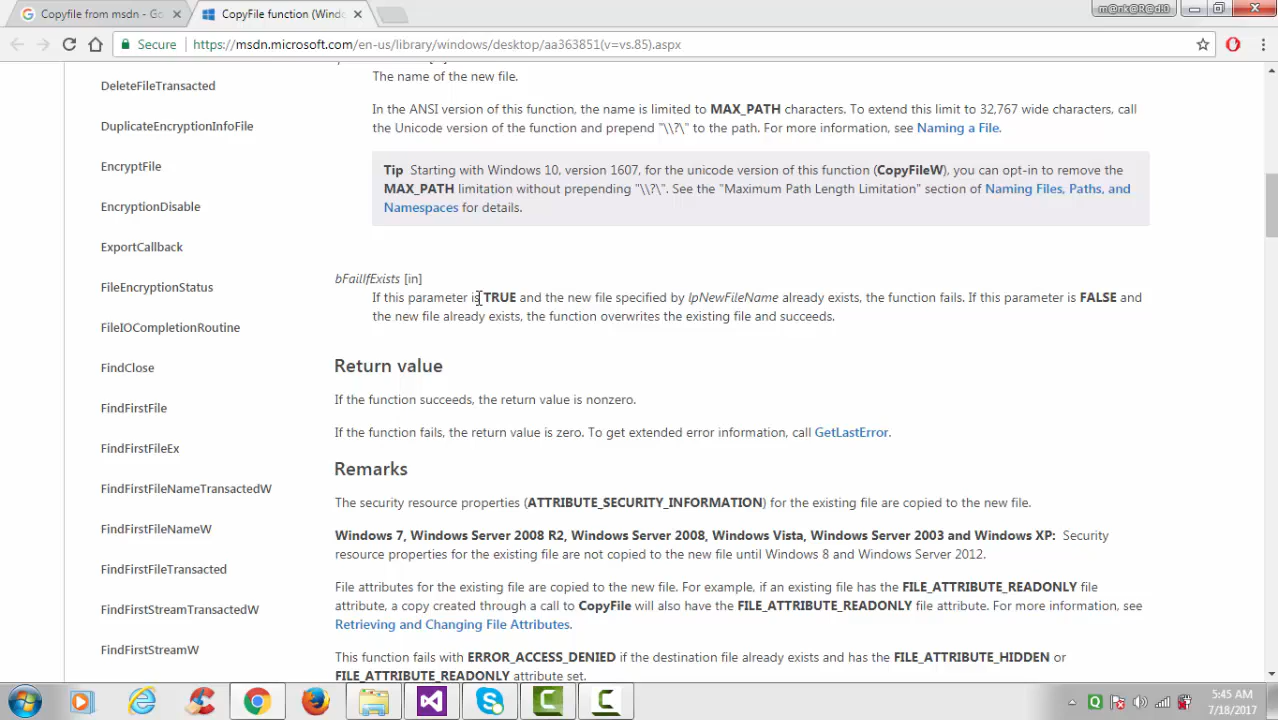 Copyfile from msdn - Go
CopyFile function (Windo
m@nk@R@di0
Secure
https://msdn.microsoft.com/en-us/library/windows/desktop/aa363851(v=vs.85).aspx
DeleteFileTransacted
DuplicateEncryptionInfoFile
EncryptFile
EncryptionDisable
ExportCallback
FileEncryptionStatus
FileIOCompletionRoutine
FindClose
FindFirstFile
FindFirstFileEx
FindFirstFileNameTransactedW
FindFirstFileNameW
FindFirstFileTransacted
FindFirstStreamTransactedW
FindFirstStreamW
The name of the new file.
In the ANSI version of this function, the name is limited to MAX_PATH characters. To extend this limit to 32,767 wide characters, call
the Unicode version of the function and prepend "\\?\" to the path. For more information, see Naming a File.
Tip Starting with Windows 10, version 1607, for the unicode version of this function (CopyFileW), you can opt-in to remove the
MAX_PATH limitation without prepending "\\?\". See the "Maximum Path Length Limitation" section of Naming Files, Paths, and
Namespaces for details.
bFailIfExists [in]
If this parameter is TRUE and the new file specified by lpNewFileName already exists, the function fails. If this parameter is FALSE and
the new file already exists, the function overwrites the existing file and succeeds.
Return value
If the function succeeds, the return value is nonzero.
If the function fails, the return value is zero. To get extended error information, call GetLastError.
Remarks
The security resource properties (ATTRIBUTE_SECURITY_INFORMATION) for the existing file are copied to the new file.
Windows 7, Windows Server 2008 R2, Windows Server 2008, Windows Vista, Windows Server 2003 and Windows XP: Security
resource properties for the existing file are not copied to the new file until Windows 8 and Windows Server 2012.
File attributes for the existing file are copied to the new file. For example, if an existing file has the FILE_ATTRIBUTE_READONLY file
attribute, a copy created through a call to CopyFile will also have the FILE_ATTRIBUTE_READONLY file attribute. For more information, see
Retrieving and Changing File Attributes.
This function fails with ERROR_ACCESS_DENIED if the destination file already exists and has the FILE_ATTRIBUTE_HIDDEN or
FILE_ATTRIBUTE_READONLY attribute set.
5:45 AM
7/18/2017